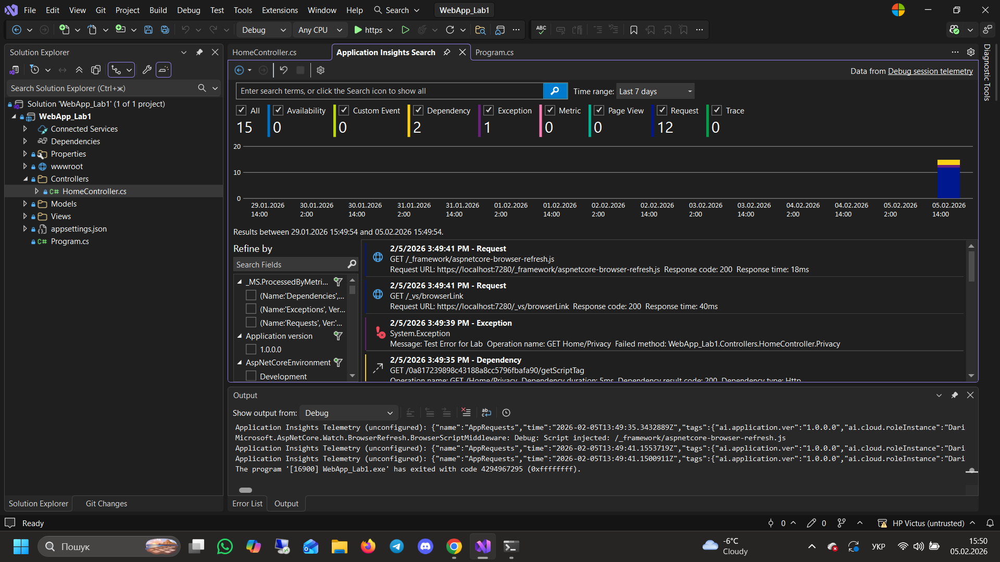 File Edit View Git Project Build Debug Test Tools Extensions Window Help Search WebApp_Lab1
Debug Any CPU https
Solution Explorer
Search Solution Explorer (Ctrl+ж)
Solution 'WebApp_Lab1' (1 of 1 project)
WebApp_Lab1
Connected Services
Dependencies
Properties
wwwroot
Controllers
C# HomeController.cs
Models
Views
appsettings.json
C# Program.cs
Solution Explorer Git Changes
HomeController.cs Application Insights Search Program.cs
Data from Debug session telemetry
Enter search terms, or click the Search icon to show all Time range: Last 7 days
All Availability Custom Event Dependency Exception Metric Page View Request Trace
15 0 0 2 1 0 0 12 0
20
10
0
29.01.2026 30.01.2026 30.01.2026 31.01.2026 31.01.2026 01.02.2026 01.02.2026 02.02.2026 02.02.2026 03.02.2026 03.02.2026 04.02.2026 04.02.2026 05.02.2026 05.02.2026
14:00 2:00 14:00 2:00 14:00 2:00 14:00 2:00 14:00 2:00 14:00 2:00 14:00 2:00 14:00
Results between 29.01.2026 15:49:54 and 05.02.2026 15:49:54.
Refine by
Search Fields
_MS.ProcessedByMetri...
(Name:'Dependencies',...
(Name:'Exceptions', Ver...
(Name:'Requests', Ver:'...
Application version
1.0.0.0
AspNetCoreEnvironment
Development
2/5/2026 3:49:41 PM - Request
GET /_framework/aspnetcore-browser-refresh.js
Request URL: https://localhost:7280/_framework/aspnetcore-browser-refresh.js Response code: 200 Response time: 18ms
2/5/2026 3:49:41 PM - Request
GET /_vs/browserLink
Request URL: https://localhost:7280/_vs/browserLink Response code: 200 Response time: 40ms
2/5/2026 3:49:39 PM - Exception
System.Exception
Message: Test Error for Lab Operation name: GET Home/Privacy Failed method: WebApp_Lab1.Controllers.HomeController.Privacy
2/5/2026 3:49:35 PM - Dependency
GET /0a817239898c43188a8cc5796fbafa90/getScriptTag
Operation name: GET /Home/Privacy Dependency duration: 5ms Dependency result code: 200 Dependency type: Http
Diagnostic Tools
Output
Show output from: Debug
Application Insights Telemetry (unconfigured): {"name":"AppRequests","time":"2026-02-05T13:49:35.3432889Z","tags":{"ai.application.ver":"1.0.0.0","ai.cloud.roleInstance":"Dari
Microsoft.AspNetCore.Watch.BrowserRefresh.BrowserScriptMiddleware: Debug: Script injected: /_framework/aspnetcore-browser-refresh.js
Application Insights Telemetry (unconfigured): {"name":"AppRequests","time":"2026-02-05T13:49:41.1553719Z","tags":{"ai.application.ver":"1.0.0.0","ai.cloud.roleInstance":"Dari
Application Insights Telemetry (unconfigured): {"name":"AppRequests","time":"2026-02-05T13:49:41.1500911Z","tags":{"ai.application.ver":"1.0.0.0","ai.cloud.roleInstance":"Dari
The program '[16900] WebApp_Lab1.exe' has exited with code 4294967295 (0xffffffff).
Error List Output
Ready 0 0 HP Victus (untrusted)
Пошук
-6°C
Cloudy
УКР
15:50
05.02.2026